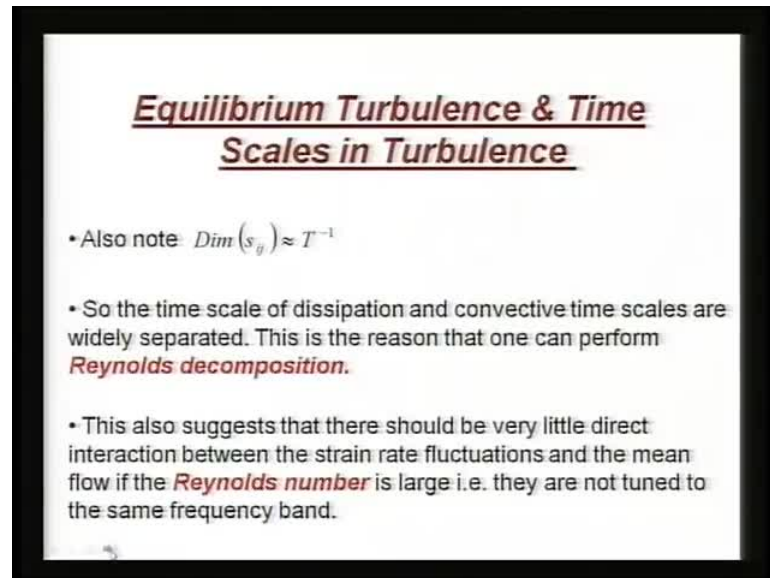 Equilibrium Turbulence & Time
Scales in Turbulence
• Also note Dim(s_ij) ≈ T⁻¹
• So the time scale of dissipation and convective time scales are
widely separated. This is the reason that one can perform
Reynolds decomposition.
• This also suggests that there should be very little direct
interaction between the strain rate fluctuations and the mean
flow if the Reynolds number is large i.e. they are not tuned to
the same frequency band.